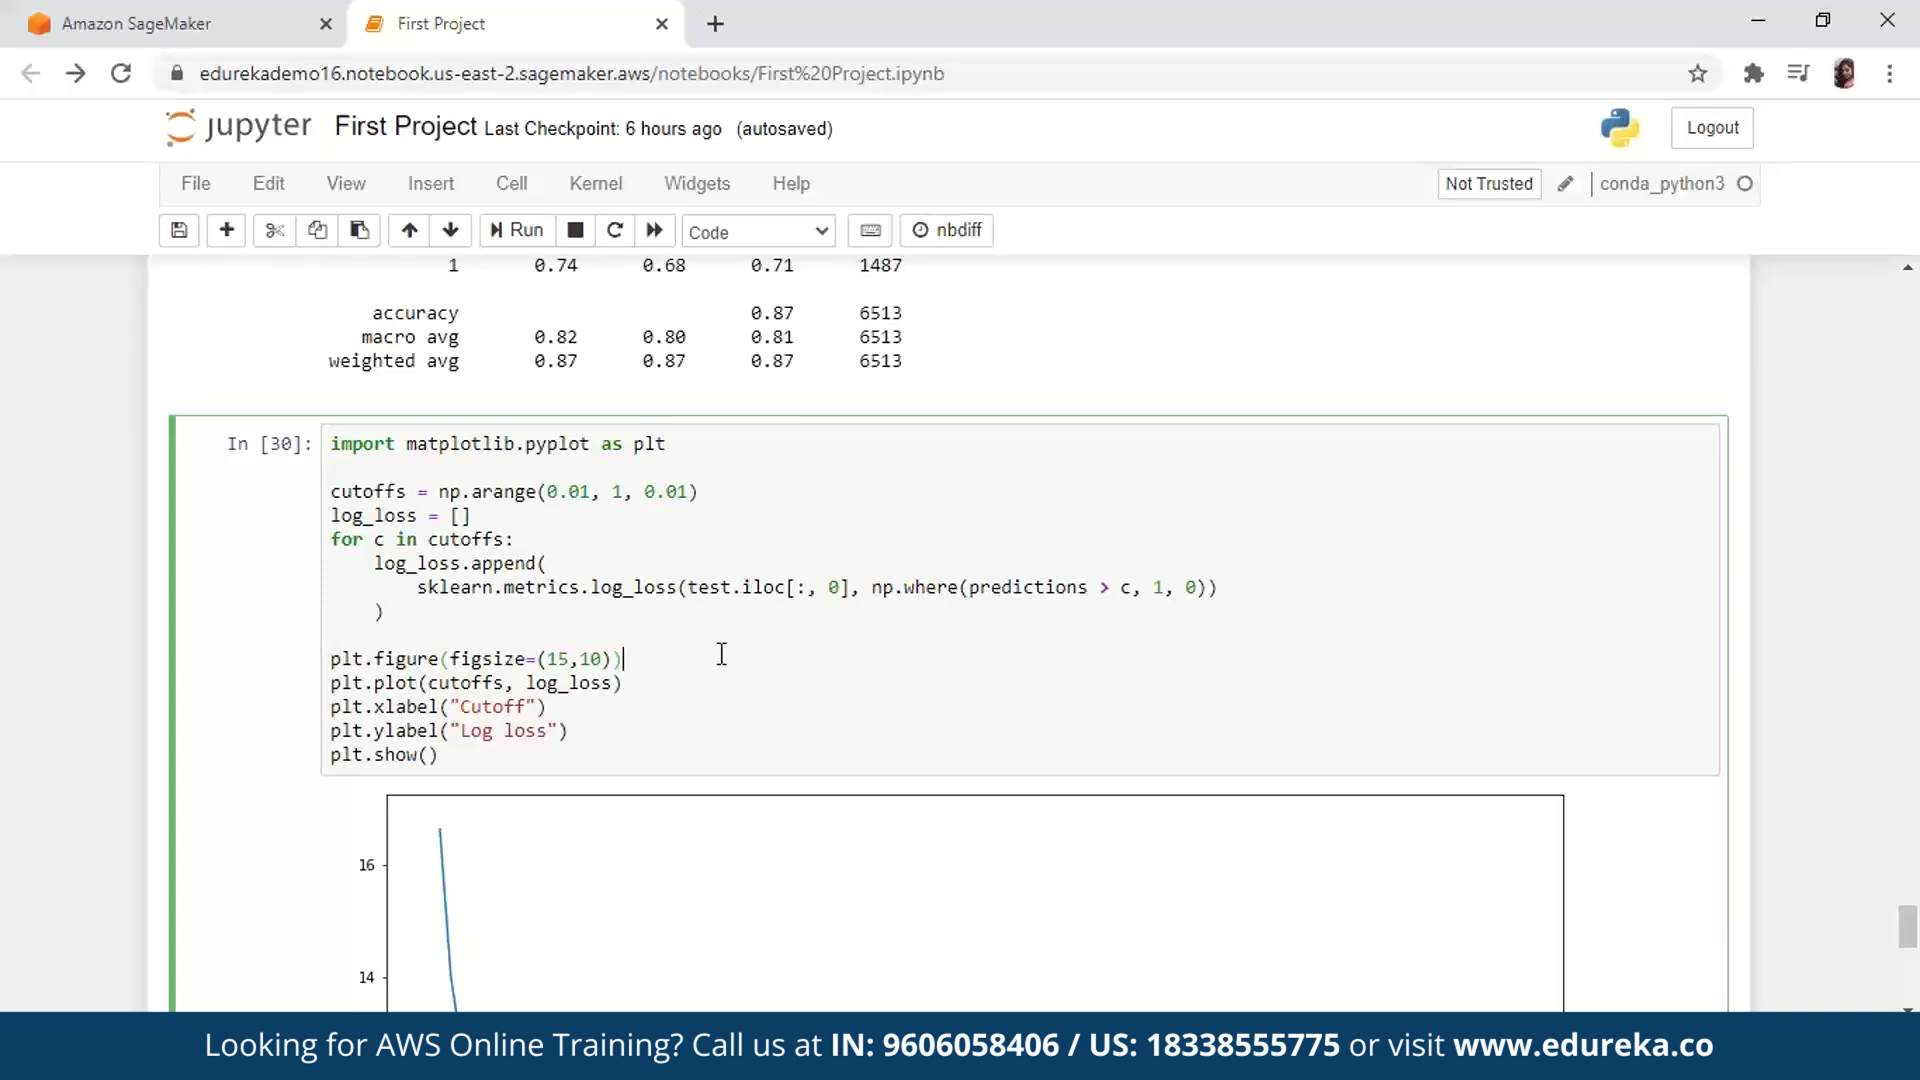 Amazon SageMaker
First Project
edurekademo16.notebook.us-east-2.sagemaker.aws/notebooks/First%20Project.ipynb
jupyter First Project Last Checkpoint: 6 hours ago (autosaved)
Logout
File Edit View Insert Cell Kernel Widgets Help
Not Trusted
conda_python3
Run
Code
nbdiff
1 0.74 0.68 0.71 1487
accuracy 0.87 6513
macro avg 0.82 0.80 0.81 6513
weighted avg 0.87 0.87 0.87 6513
In [30]: import matplotlib.pyplot as plt
cutoffs = np.arange(0.01, 1, 0.01)
log_loss = []
for c in cutoffs:
    log_loss.append(
        sklearn.metrics.log_loss(test.iloc[:, 0], np.where(predictions > c, 1, 0))
    )
plt.figure(figsize=(15,10))
plt.plot(cutoffs, log_loss)
plt.xlabel("Cutoff")
plt.ylabel("Log loss")
plt.show()
16
14
Looking for AWS Online Training? Call us at IN: 9606058406 / US: 18338555775 or visit www.edureka.co